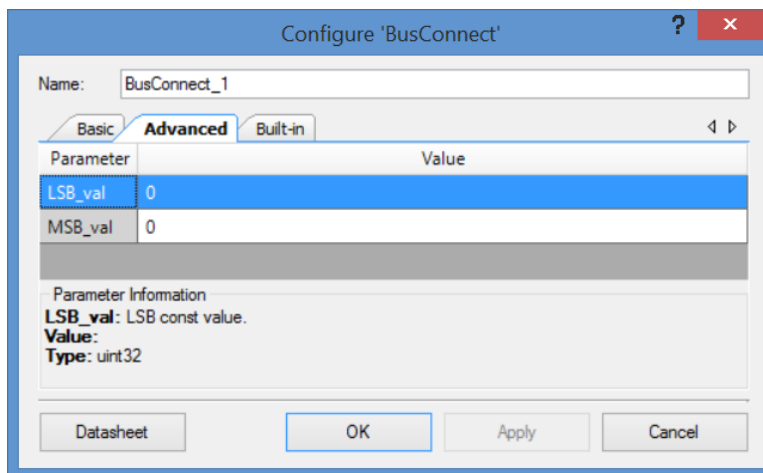 Configure 'BusConnect'
?
Name: BusConnect_1
Basic Advanced Built-in
Parameter Value
LSB_val 0
MSB_val 0
Parameter Information
LSB_val: LSB const value.
Value:
Type: uint32
Datasheet OK Apply Cancel